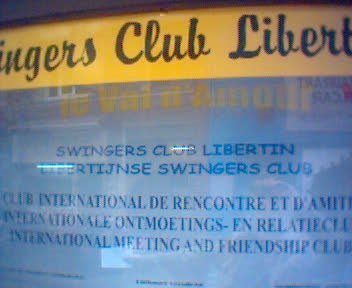 ingers Club Libert
le Val d'Amour
SWINGERS CLUB LIBERTIN
LIBERTIJNSE SWINGERS CLUB
CLUB INTERNATIONAL DE RENCONTRE ET D'AMITI
INTERNATIONALE ONTMOETINGS- EN RELATIECLU
INTERNATIONAL MEETING AND FRIENDSHIP CLUB